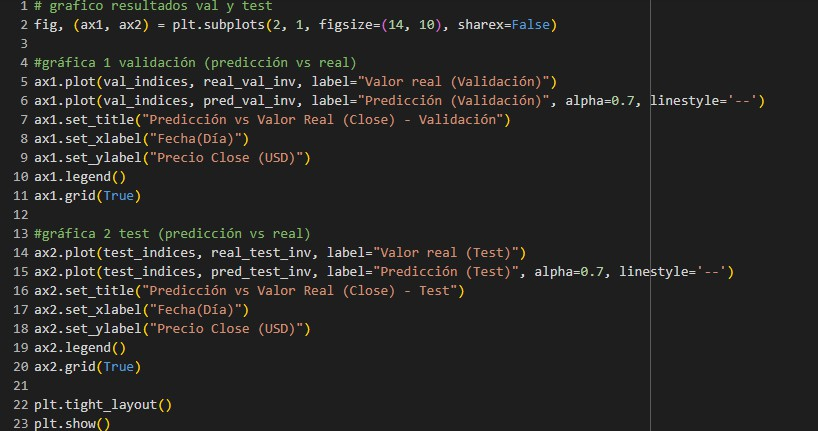 1 # grafico resultados val y test
2 fig, (ax1, ax2) = plt.subplots(2, 1, figsize=(14, 10), sharex=False)
3
4 #gráfica 1 validación (predicción vs real)
5 ax1.plot(val_indices, real_val_inv, label="Valor real (Validación)")
6 ax1.plot(val_indices, pred_val_inv, label="Predicción (Validación)", alpha=0.7, linestyle='--')
7 ax1.set_title("Predicción vs Valor Real (Close) - Validación")
8 ax1.set_xlabel("Fecha(Día)")
9 ax1.set_ylabel("Precio Close (USD)")
10 ax1.legend()
11 ax1.grid(True)
12
13 #gráfica 2 test (predicción vs real)
14 ax2.plot(test_indices, real_test_inv, label="Valor real (Test)")
15 ax2.plot(test_indices, pred_test_inv, label="Predicción (Test)", alpha=0.7, linestyle='--')
16 ax2.set_title("Predicción vs Valor Real (Close) - Test")
17 ax2.set_xlabel("Fecha(Día)")
18 ax2.set_ylabel("Precio Close (USD)")
19 ax2.legend()
20 ax2.grid(True)
21
22 plt.tight_layout()
23 plt.show()